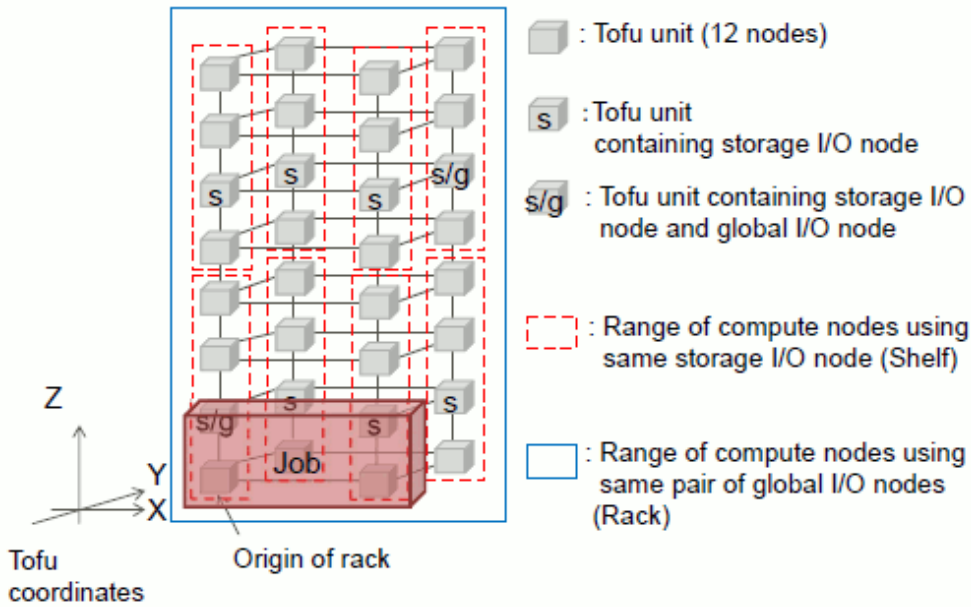 : Tofu unit (12 nodes)
s
: Tofu unit
containing storage I/O node
s/g
: Tofu unit containing storage I/O
node and global I/O node
: Range of compute nodes using
same storage I/O node (Shelf)
: Range of compute nodes using
same pair of global I/O nodes
(Rack)
s
s
s
s/g
s/g
s
s
s
Job
Z
Y
X
Tofu
coordinates
Origin of rack